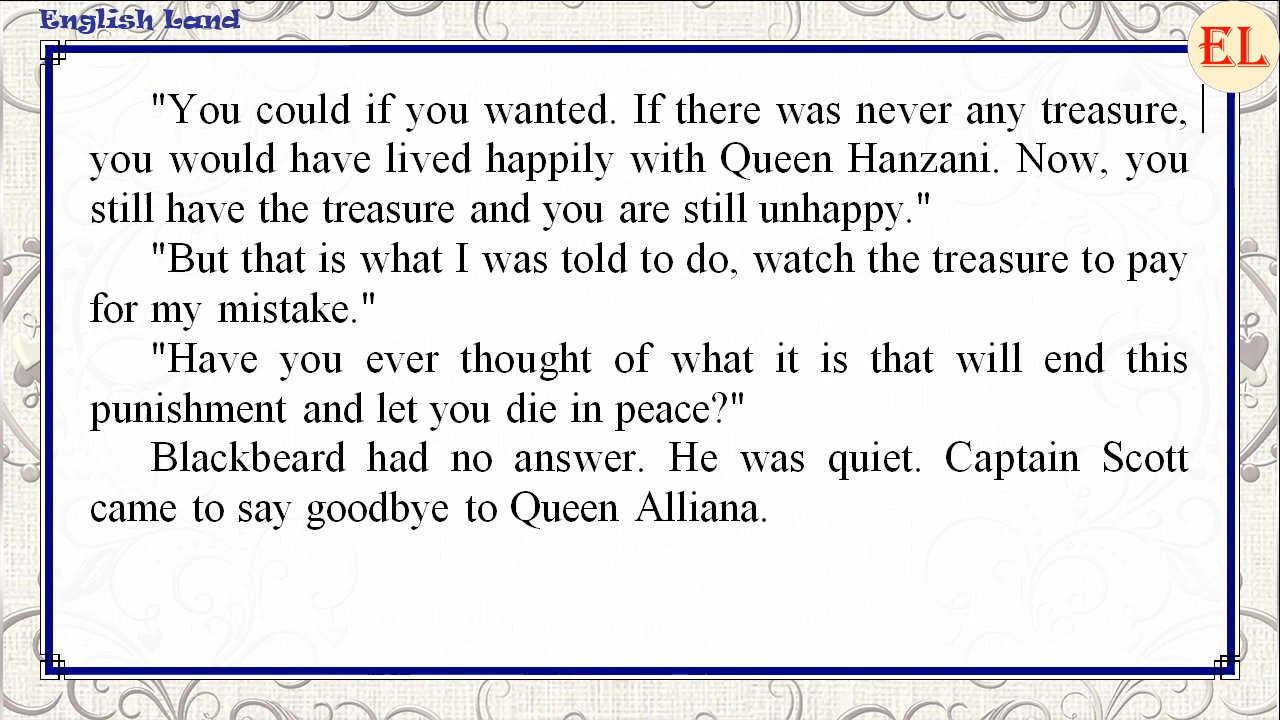 English Land
EL
"You could if you wanted. If there was never any treasure,
you would have lived happily with Queen Hanzani. Now, you
still have the treasure and you are still unhappy."
"But that is what I was told to do, watch the treasure to pay
for my mistake."
"Have you ever thought of what it is that will end this
punishment and let you die in peace?"
Blackbeard had no answer. He was quiet. Captain Scott
came to say goodbye to Queen Alliana.